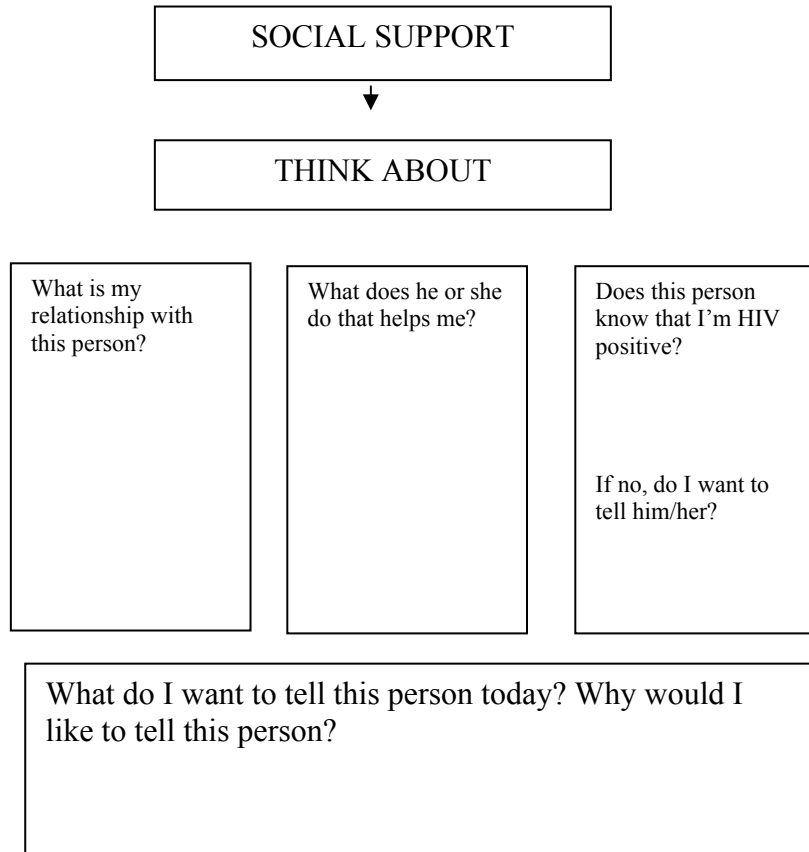 SOCIAL SUPPORT
THINK ABOUT
What is my
relationship with
this person?
What does he or she
do that helps me?
Does this person
know that I’m HIV
positive?
If no, do I want to
tell him/her?
What do I want to tell this person today? Why would I
like to tell this person?